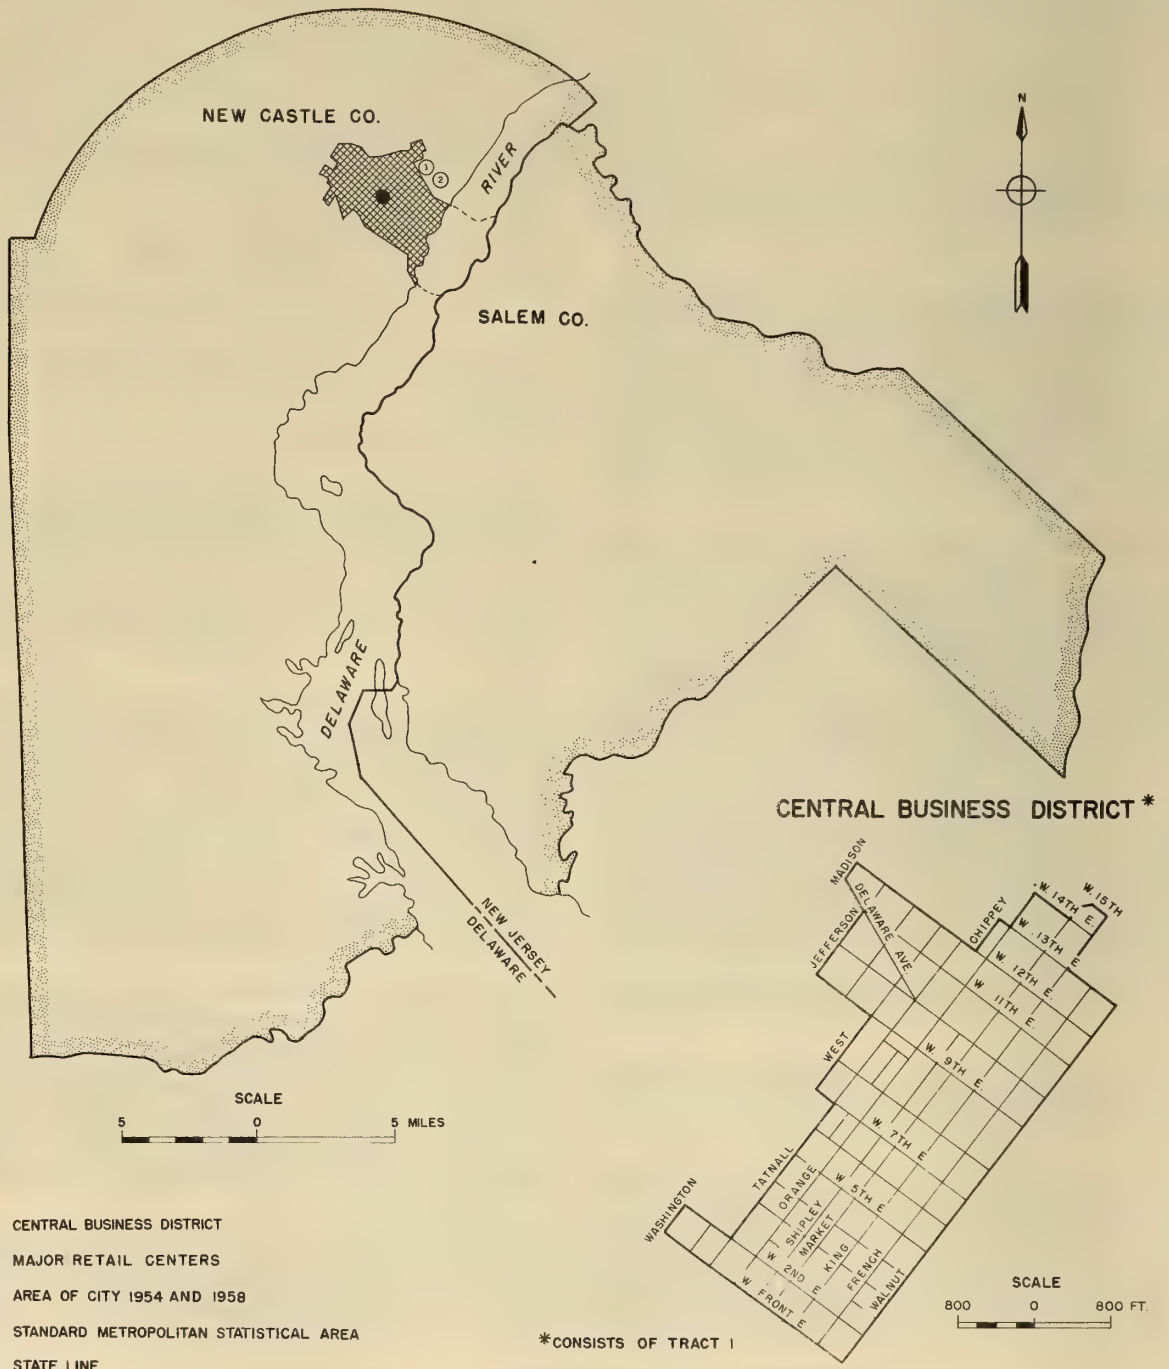 N
NEW CASTLE CO.
1
2
RIVER
SALEM CO.
DELAWARE
NEW JERSEY
DELAWARE
SCALE
5 0 5 MILES
CENTRAL BUSINESS DISTRICT *
MADISON
DELAWARE AVE.
JEFFERSON
CHIPPEY
W. 14TH E.
W. 15TH
W. 13TH E
W. 12TH E.
W 11TH E.
WEST
W. 9TH E.
W. 7TH E
TATNALL
W 5TH E
WASHINGTON
ORANGE
SHIPLEY
MARKET
KING
FRENCH
WALNUT
W 2ND E
W FRONT E
SCALE
800 0 800 FT.
CENTRAL BUSINESS DISTRICT
MAJOR RETAIL CENTERS
AREA OF CITY 1954 AND 1958
STANDARD METROPOLITAN STATISTICAL AREA
STATE LINE
*CONSISTS OF TRACT 1